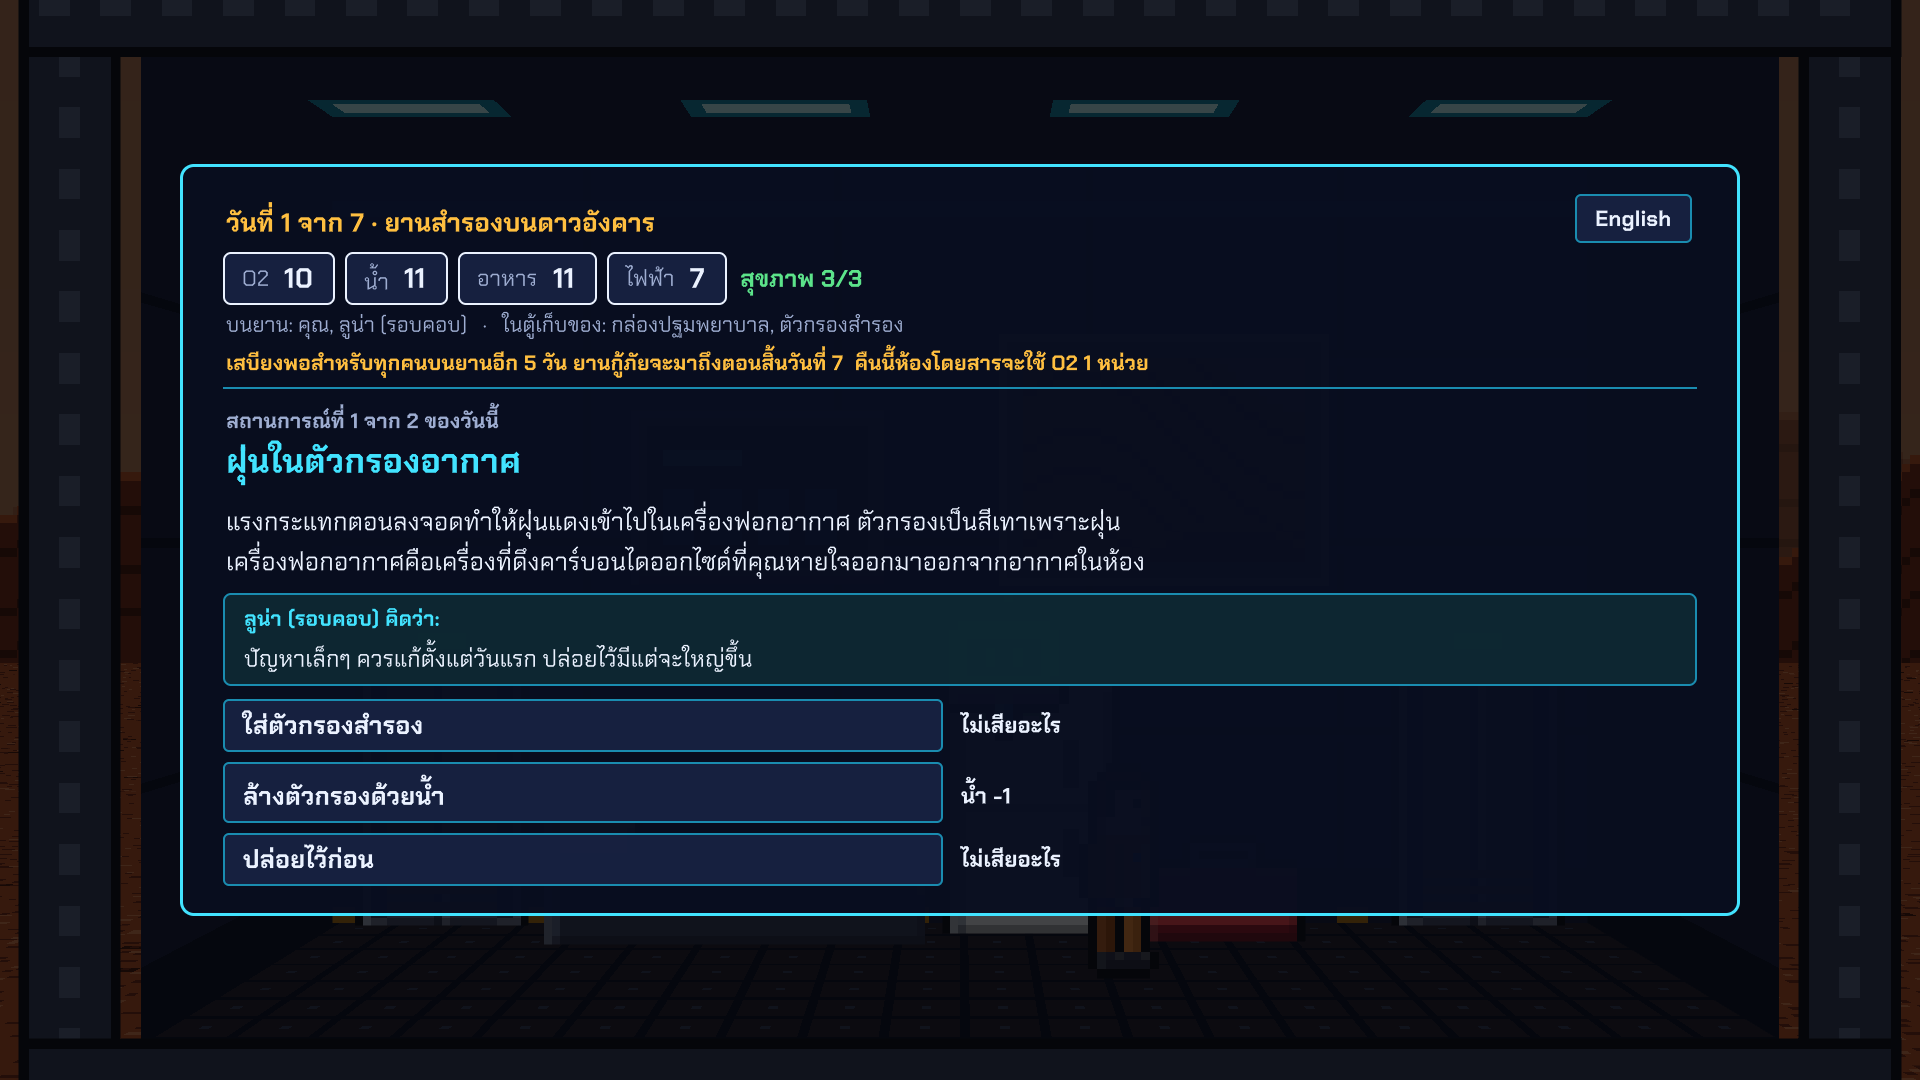 วันที่ 1 จาก 7 · ยานสำรองบนดาวอังคาร
English
O2 10 น้ำ 11 อาหาร 11 ไฟฟ้า 7 สุขภาพ 3/3
บนยาน: คุณ, ลูน่า (รอบคอบ) · ในตู้เก็บของ: กล่องปฐมพยาบาล, ตัวกรองสำรอง
เสบียงพอสำหรับทุกคนบนยานอีก 5 วัน ยานกู้ภัยจะมาถึงตอนสิ้นวันที่ 7 คืนนี้ห้องโดยสารจะใช้ O2 1 หน่วย
สถานการณ์ที่ 1 จาก 2 ของวันนี้
ฝุ่นในตัวกรองอากาศ
แรงกระแทกตอนลงจอดทำให้ฝุ่นแดงเข้าไปในเครื่องฟอกอากาศ ตัวกรองเป็นสีเทาเพราะฝุ่น
เครื่องฟอกอากาศคือเครื่องที่ดึงคาร์บอนไดออกไซด์ที่คุณหายใจออกมาออกจากอากาศในห้อง
ลูน่า (รอบคอบ) คิดว่า:
ปัญหาเล็กๆ ควรแก้ตั้งแต่วันแรก ปล่อยไว้มีแต่จะใหญ่ขึ้น
ใส่ตัวกรองสำรอง ไม่เสียอะไร
ล้างตัวกรองด้วยน้ำ น้ำ -1
ปล่อยไว้ก่อน ไม่เสียอะไร